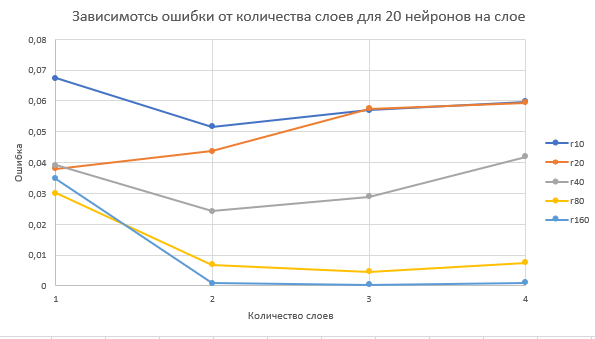 Зависимотсь ошибки от количества слоев для 20 нейронов на слое
0,08
0,07
0,06
0,05
0,04
0,03
0,02
0,01
0
Ошибка
1 2 3 4
Количество слоев
r10
r20
r40
r80
r160